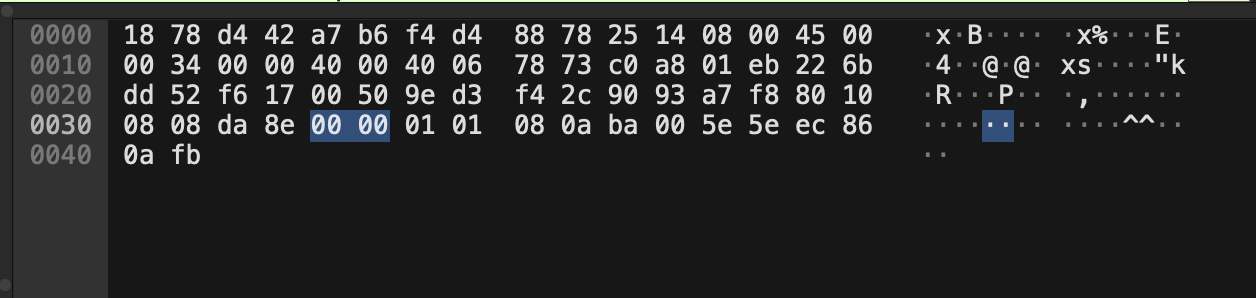 0000 18 78 d4 42 a7 b6 f4 d4 88 78 25 14 08 00 45 00 ·x·B···· ·x%···E·
0010 00 34 00 00 40 00 40 06 78 73 c0 a8 01 eb 22 6b ·4··@·@· xs····"k
0020 dd 52 f6 17 00 50 9e d3 f4 2c 90 93 a7 f8 80 10 ·R···P·· ·,······
0030 08 08 da 8e 00 00 01 01 08 0a ba 00 5e 5e ec 86 ········ ····^^··
0040 0a fb ··